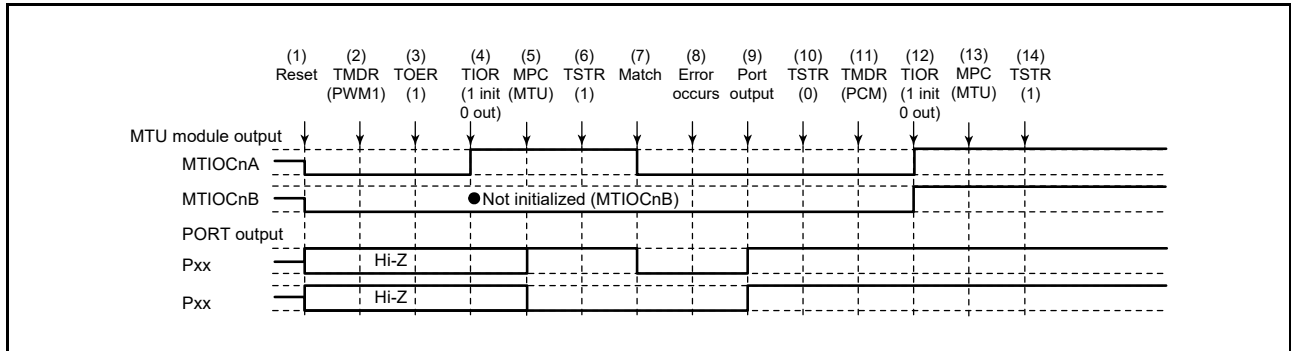 (1) (2) (3) (4) (5) (6) (7) (8) (9) (10) (11) (12) (13) (14)
Reset TMDR TOER TIOR MPC TSTR Match Error Port TSTR TMDR TIOR MPC TSTR
(PWM1) (1) (1 init (MTU) (1) occurs output (0) (PCM) (1 init (MTU) (1)
0 out) 0 out)
MTU module output
MTIOCnA
MTIOCnB ●Not initialized (MTIOCnB)
PORT output
Pxx Hi-Z
Pxx Hi-Z